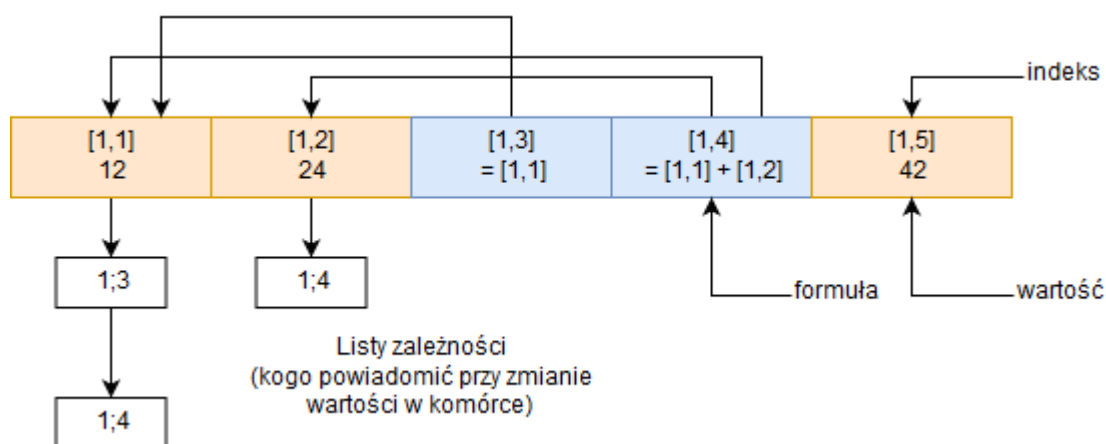 indeks
[1,1]
12
[1,2]
24
[1,3]
= [1,1]
[1,4]
= [1,1] + [1,2]
[1,5]
42
1;3
1;4
formuła
wartość
Listy zależności
(kogo powiadomić przy zmianie
wartości w komórce)
1;4